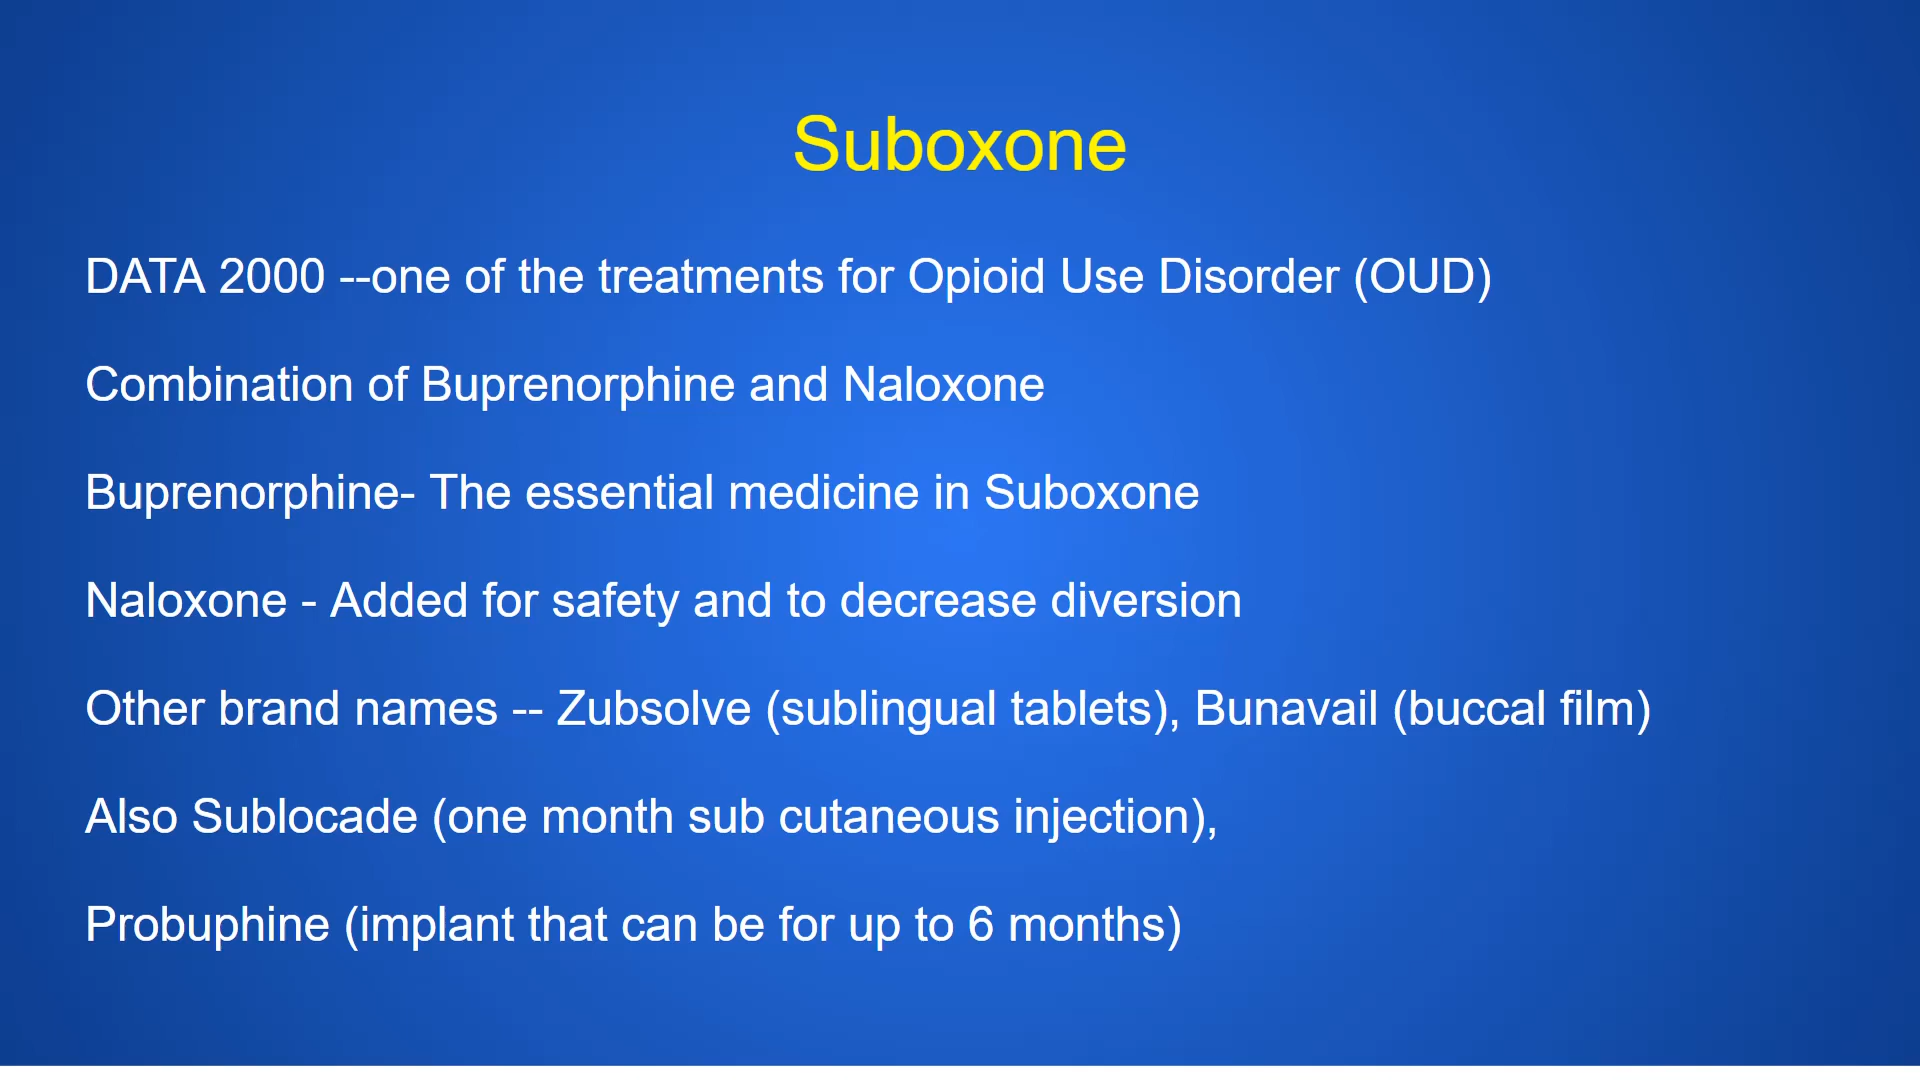 Suboxone
DATA 2000 --one of the treatments for Opioid Use Disorder (OUD)
Combination of Buprenorphine and Naloxone
Buprenorphine- The essential medicine in Suboxone
Naloxone - Added for safety and to decrease diversion
Other brand names -- Zubsolve (sublingual tablets), Bunavail (buccal film)
Also Sublocade (one month sub cutaneous injection),
Probuphine (implant that can be for up to 6 months)